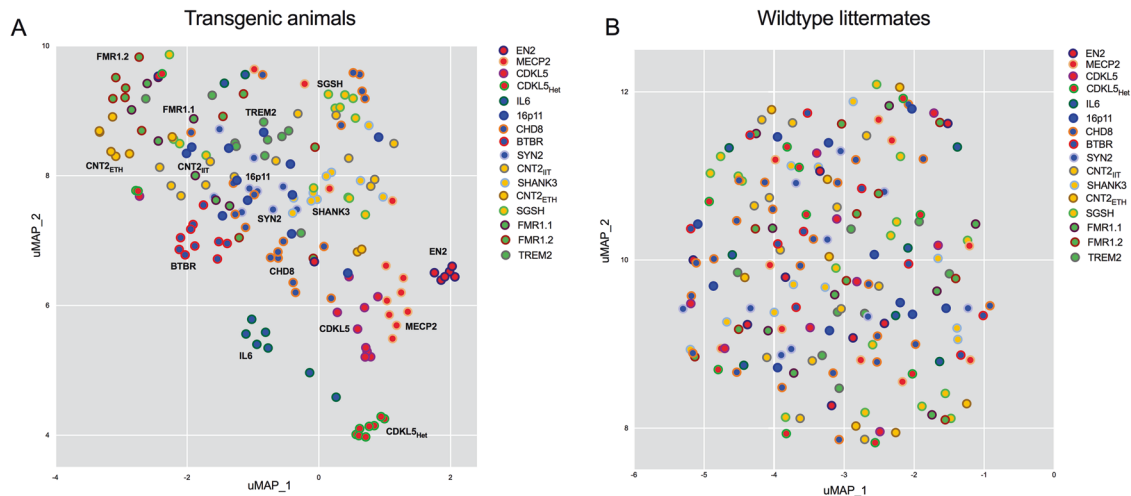 A
Transgenic animals
10
8
6
4
-4
-2
0
2
uMAP_2
uMAP_1
FMR1.2
FMR1.1
SGSH
TREM2
CNT2ETH
CNT2IIT
16p11
SYN2
SHANK3
BTBR
CHD8
EN2
MECP2
CDKL5
IL6
CDKL5Het
EN2
MECP2
CDKL5
CDKL5Het
IL6
16p11
CHD8
BTBR
SYN2
CNT2IIT
SHANK3
CNT2ETH
SGSH
FMR1.1
FMR1.2
TREM2
B
Wildtype littermates
12
10
8
-6
-5
-4
-3
-2
-1
0
uMAP_2
uMAP_1
EN2
MECP2
CDKL5
CDKL5Het
IL6
16p11
CHD8
BTBR
SYN2
CNT2IIT
SHANK3
CNT2ETH
SGSH
FMR1.1
FMR1.2
TREM2